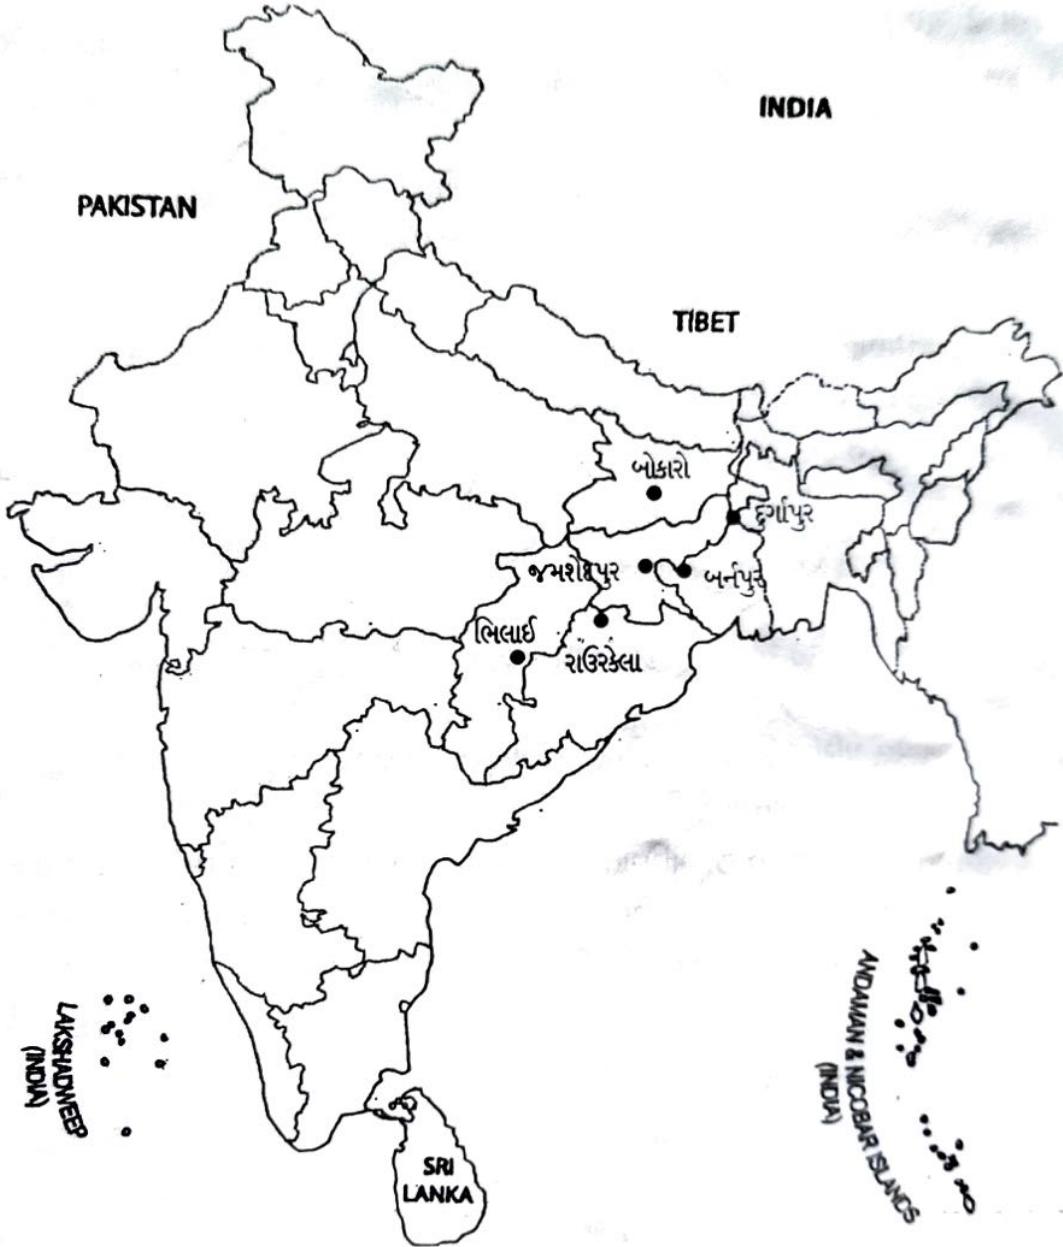 INDIA
PAKISTAN
TIBET
બોકારો
દુર્ગાપુર
જમશેદપુર
બર્નપુર
ભિલાઈ
રાઉરકેલા
LAKSHADWEEP
(INDIA)
ANDAMAN & NICOBAR ISLANDS
(INDIA)
SRI
LANKA